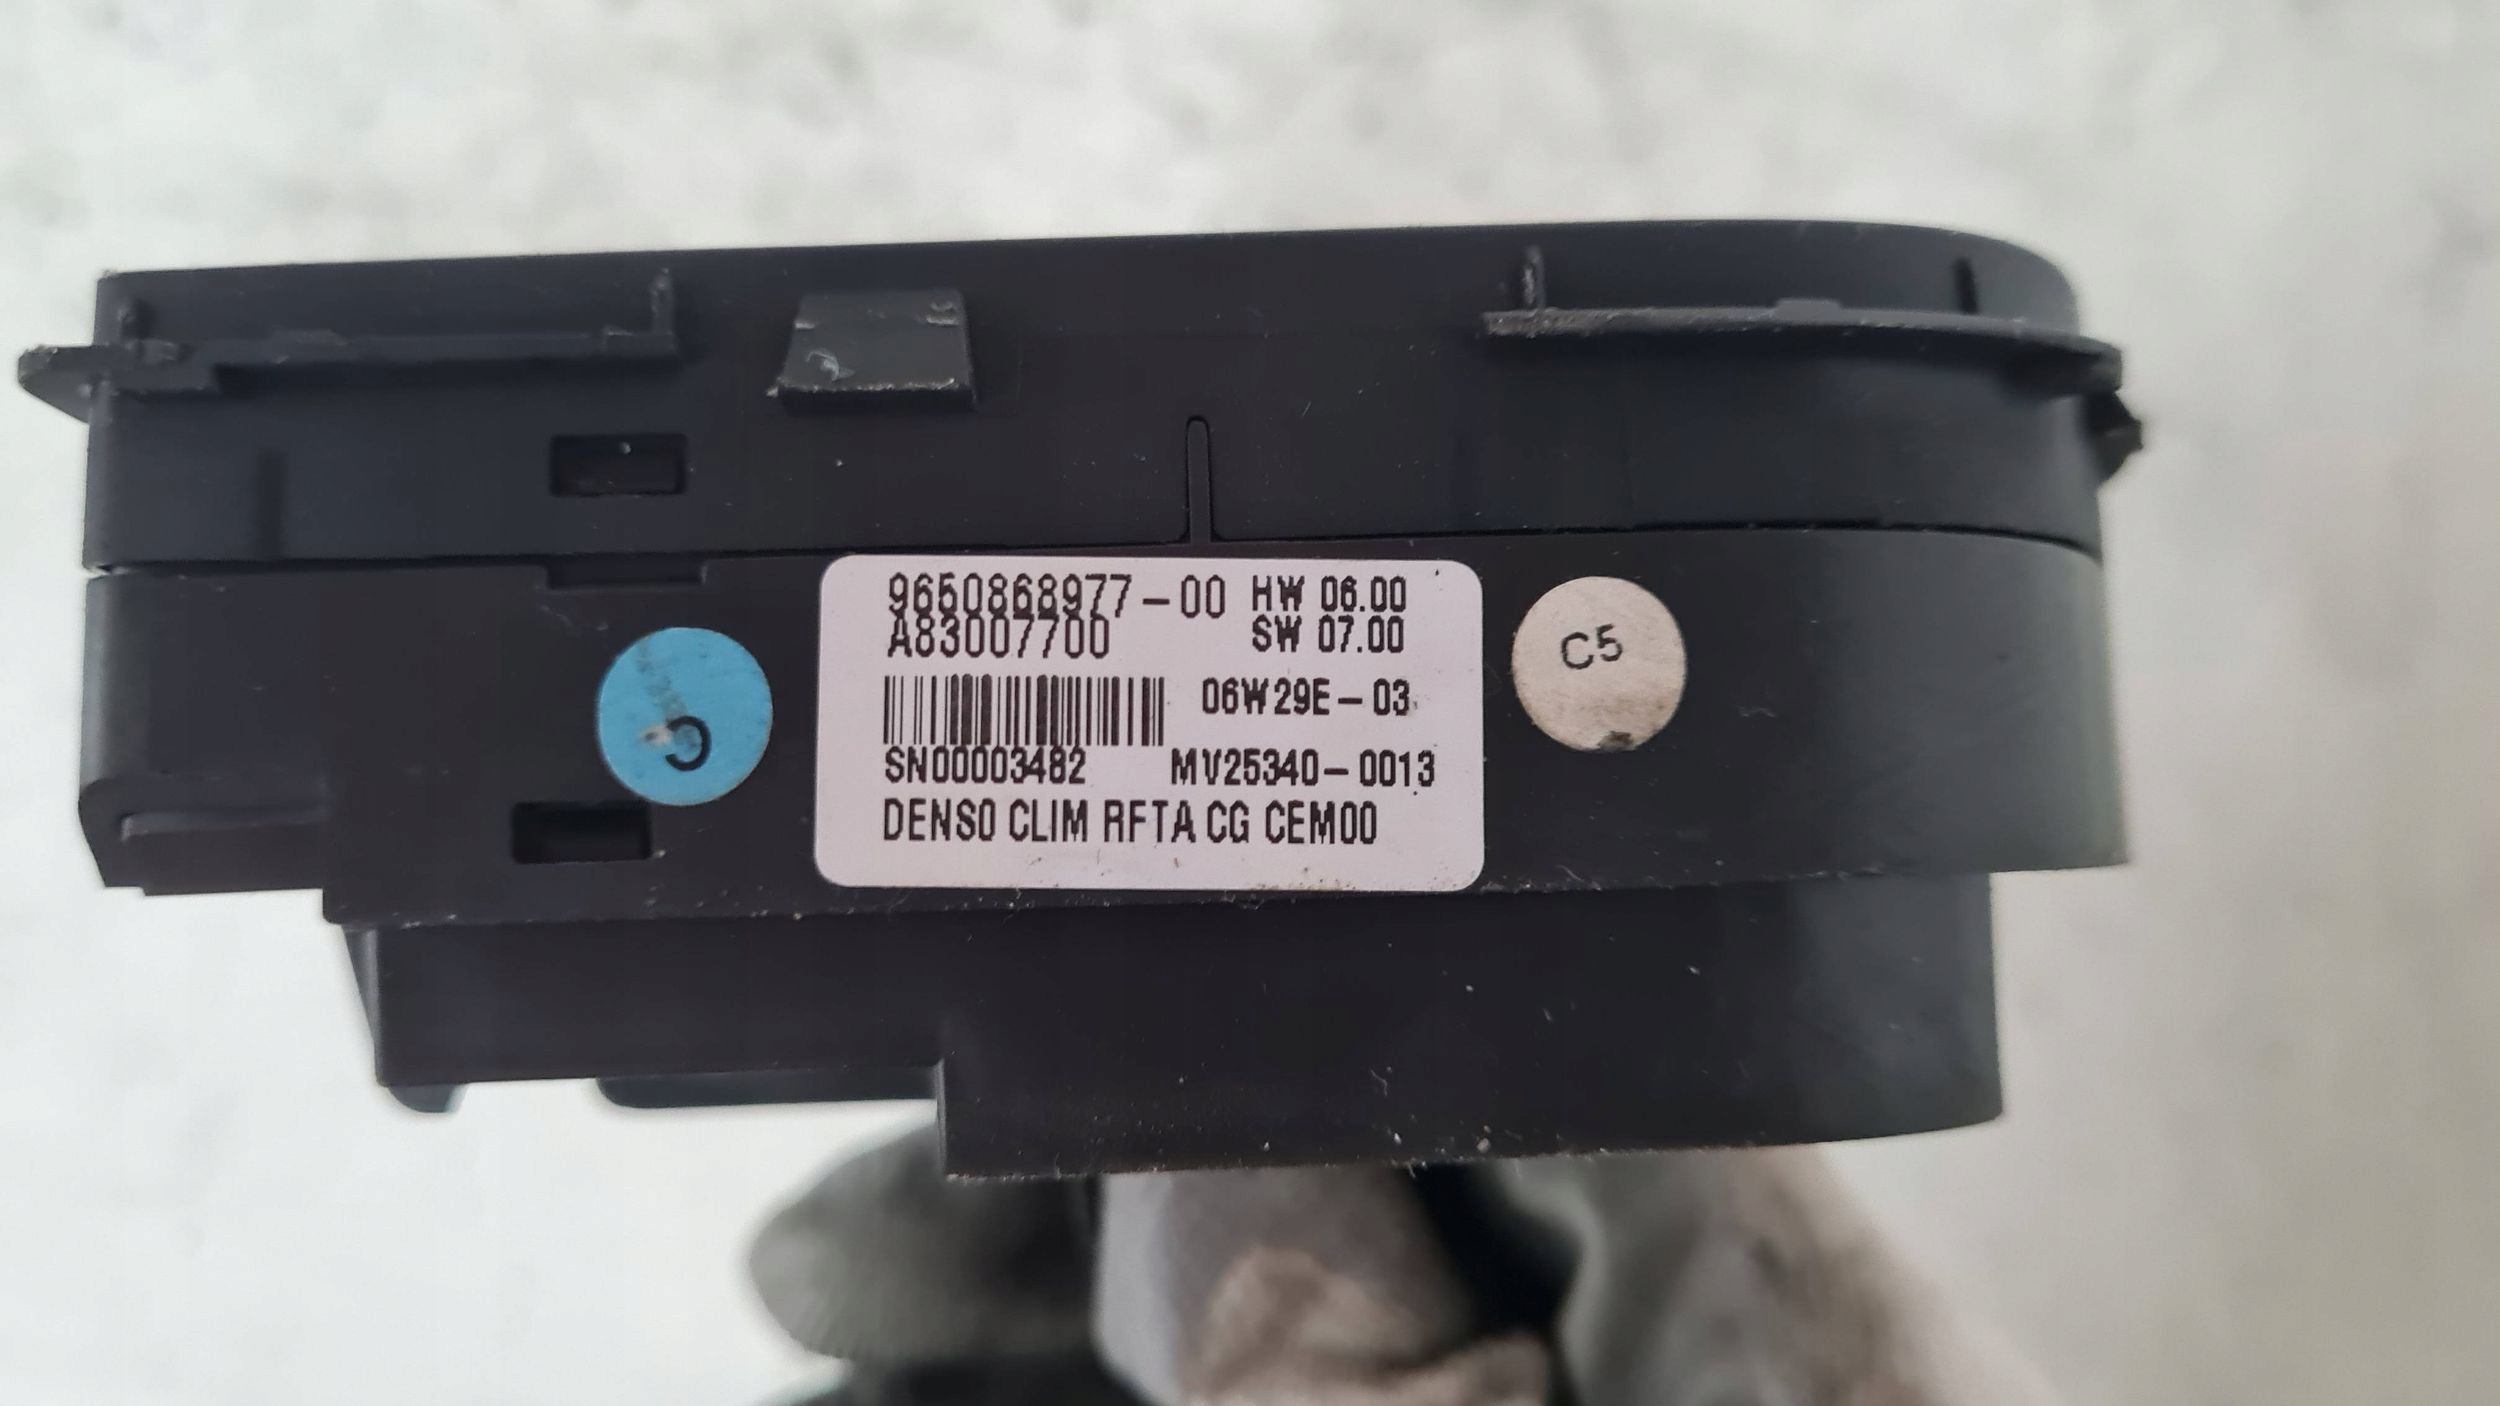 9650868977-00 HW 06.00
A83007700 SW 07.00
06W29E-03
SN00003482 MV25340-0013
DENSO CLIM RFTA CG CEM00
C5
C